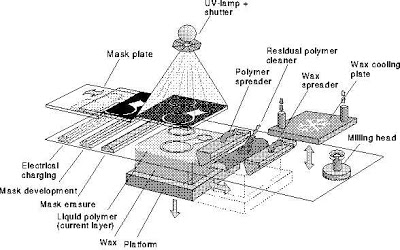 UV-lamp +
shutter
Mask plate
Residual polymer
cleaner
Polymer
spreader
Wax
spreader
Wax cooling
plate
Milling head
Electrical
charging
Mask development
Mask erasure
Liquid polymer
(current layer)
Wax
Platform